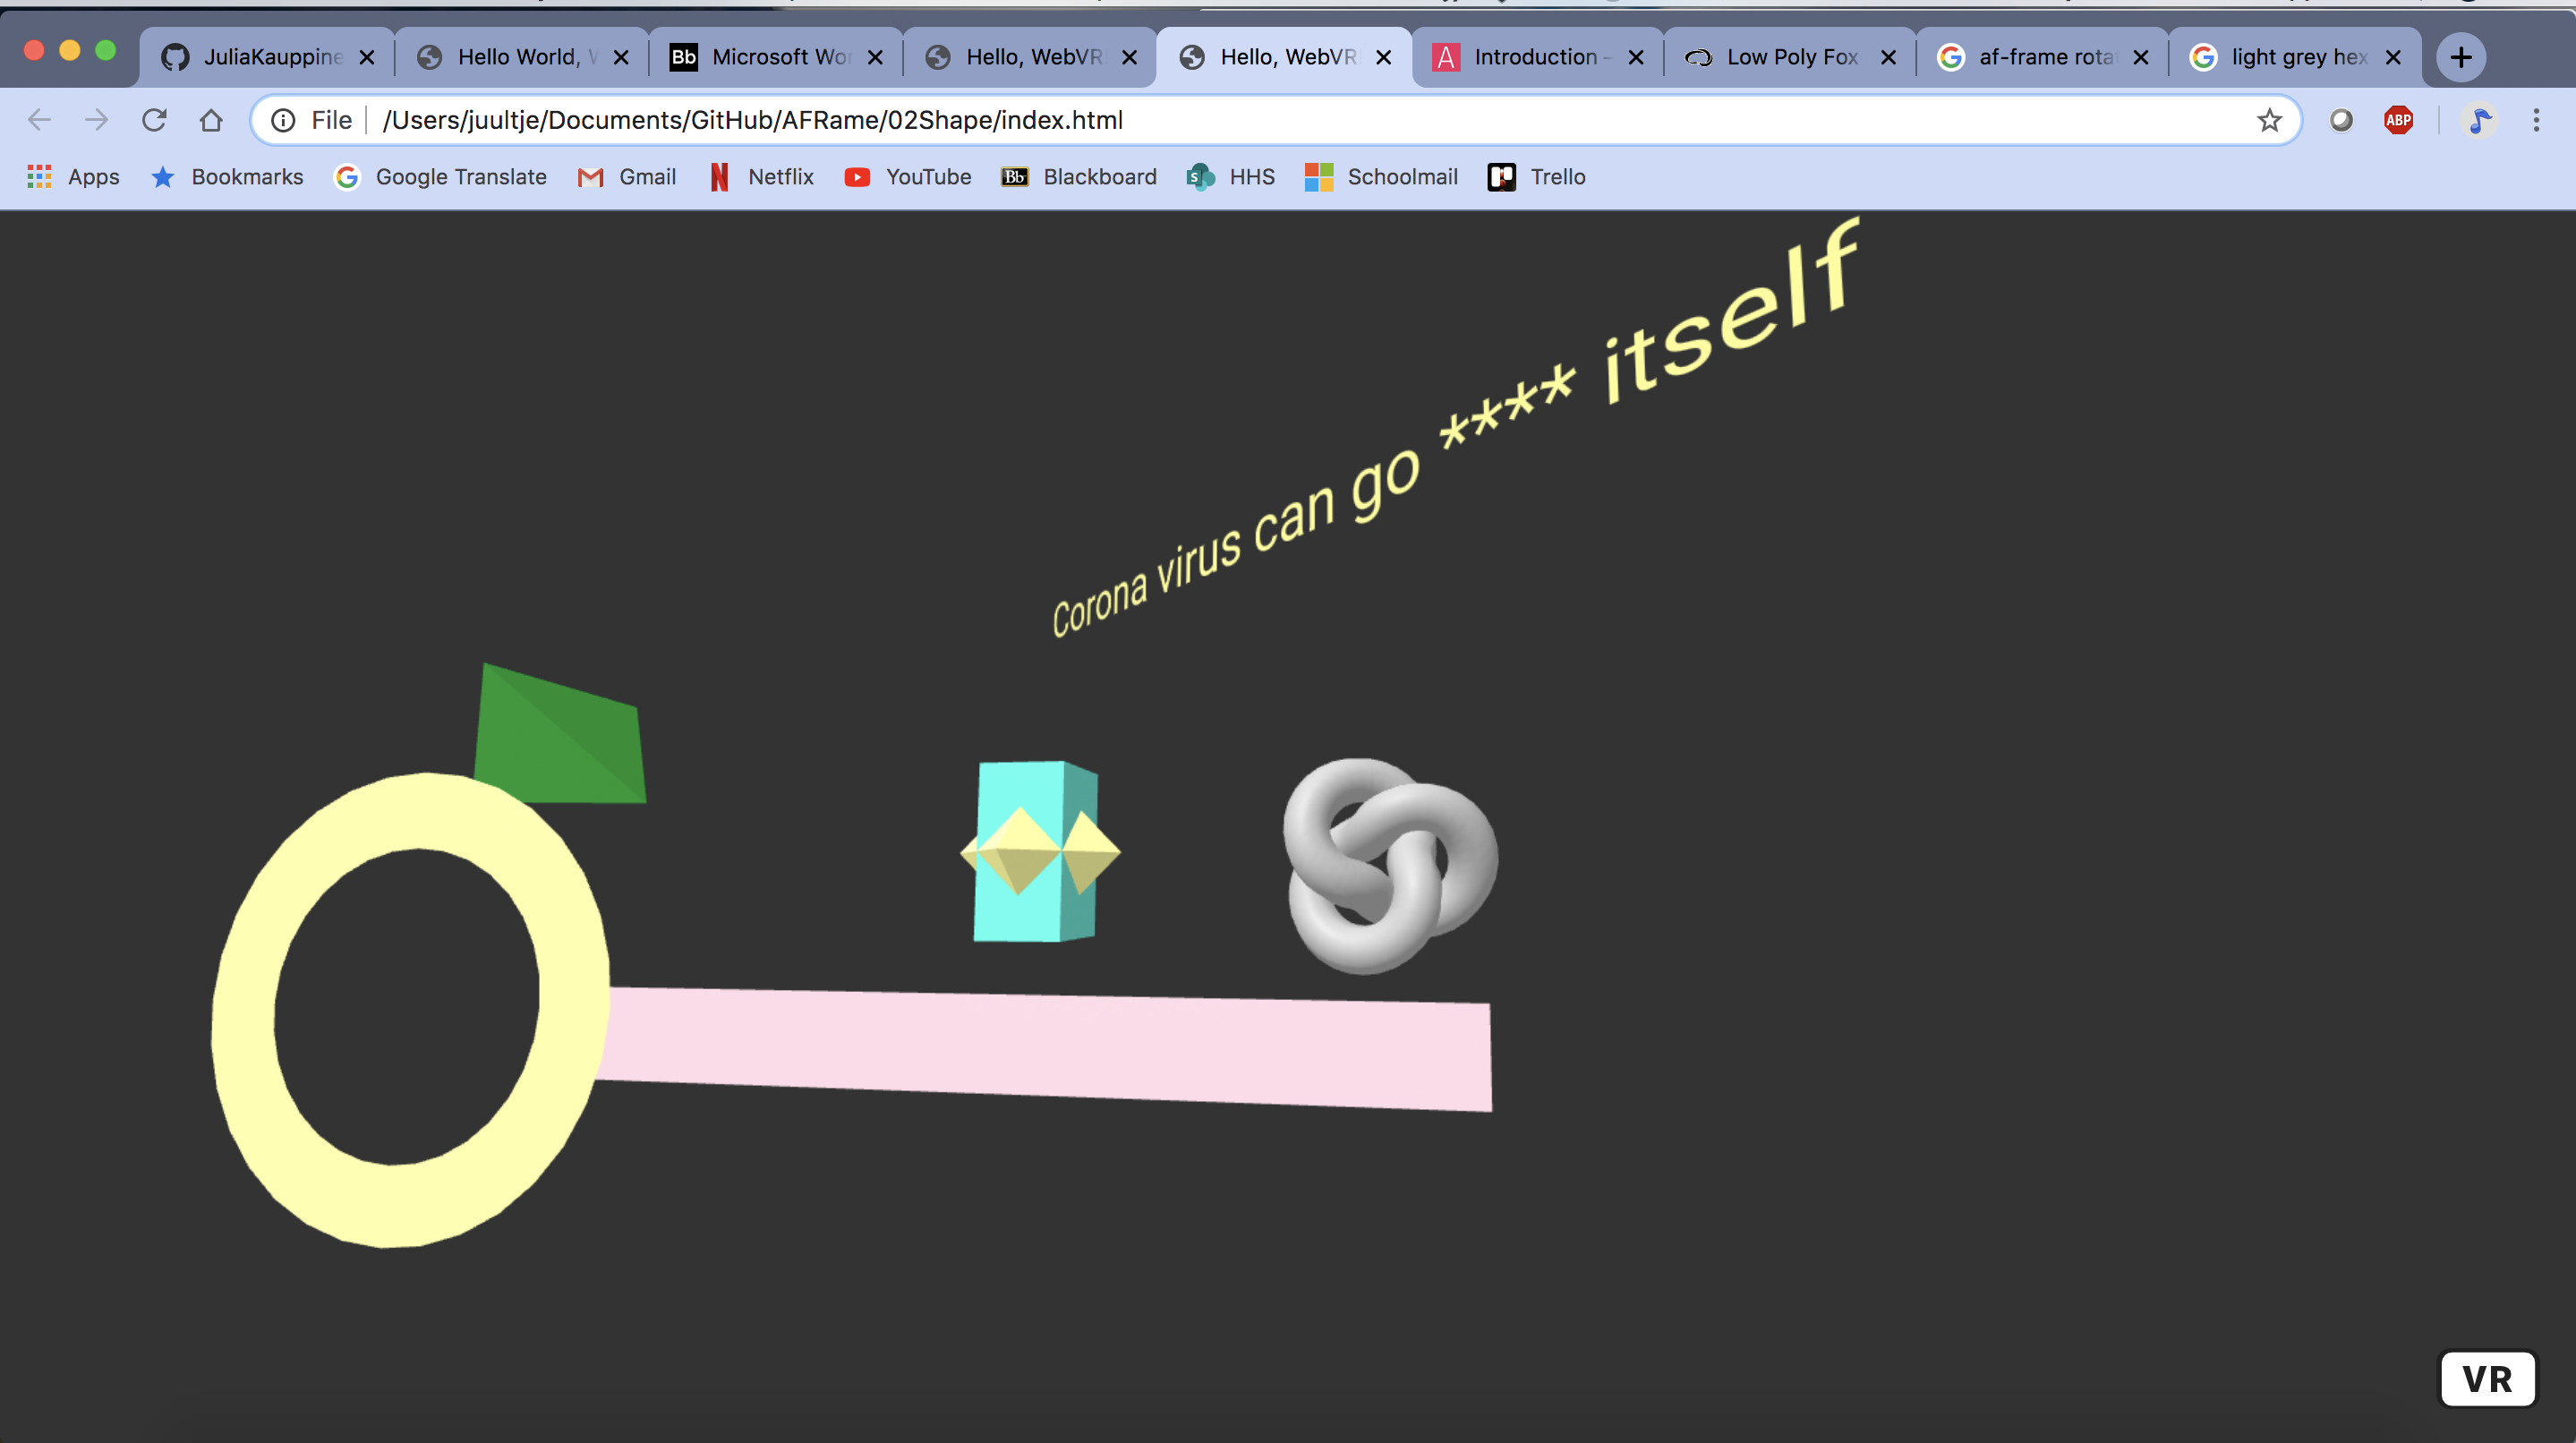 JuliaKauppine
Hello World, W
Bb Microsoft Wor
Hello, WebVR
Hello, WebVR
A Introduction -
Low Poly Fox
af-frame rota
light grey hex
File /Users/juultje/Documents/GitHub/AFRame/02Shape/index.html
ABP
Apps Bookmarks Google Translate Gmail Netflix YouTube Bb Blackboard S HHS Schoolmail Trello
Corona virus can go **** itself
VR